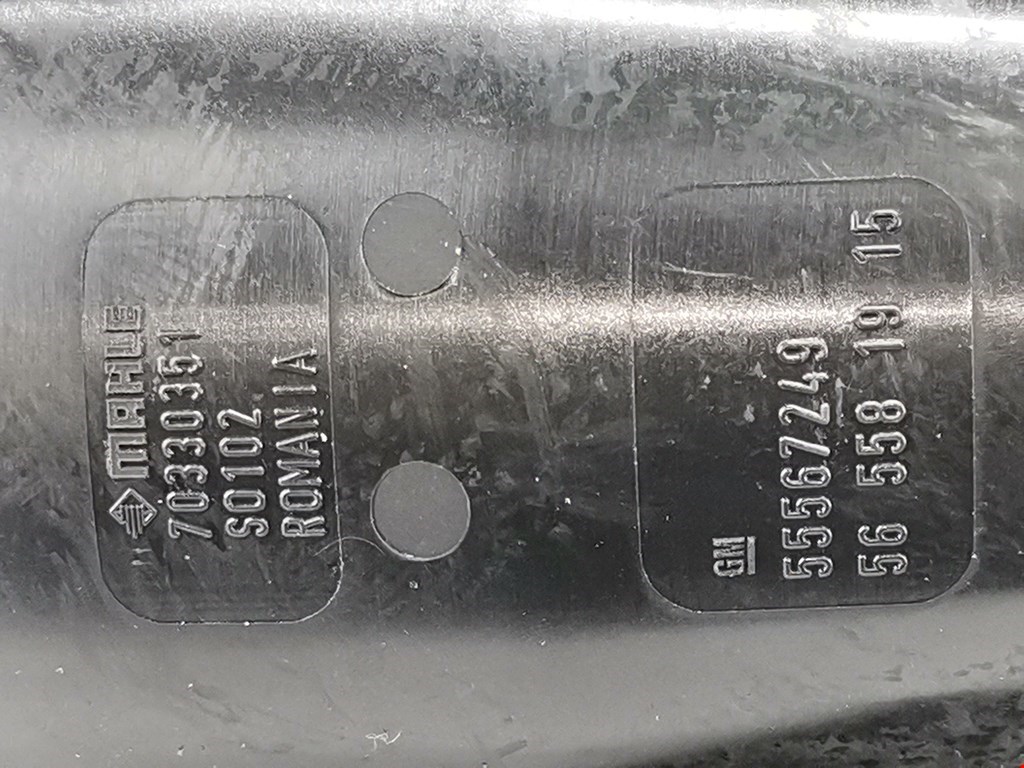 MAHLE
70330351
S0102
ROMANIA
GM
55567249
56 558 19 15